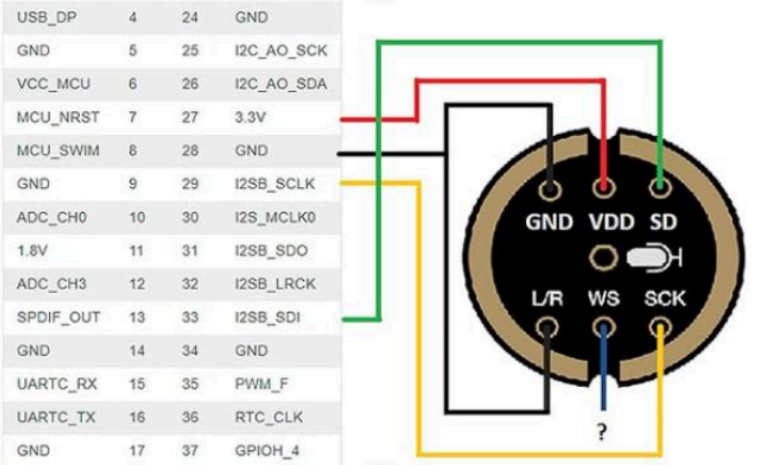 USB_DP 4 24 GND
GND 5 25 I2C_AO_SCK
VCC_MCU 6 26 I2C_AO_SDA
MCU_NRST 7 27 3.3V
MCU_SWIM 8 28 GND
GND 9 29 I2SB_SCLK
ADC_CH0 10 30 I2S_MCLK0
1.8V 11 31 I2SB_SDO
ADC_CH3 12 32 I2SB_LRCK
SPDIF_OUT 13 33 I2SB_SDI
GND 14 34 GND
UARTC_RX 15 35 PWM_F
UARTC_TX 16 36 RTC_CLK
GND 17 37 GPIOH_4
GND VDD SD
L/R WS SCK
?